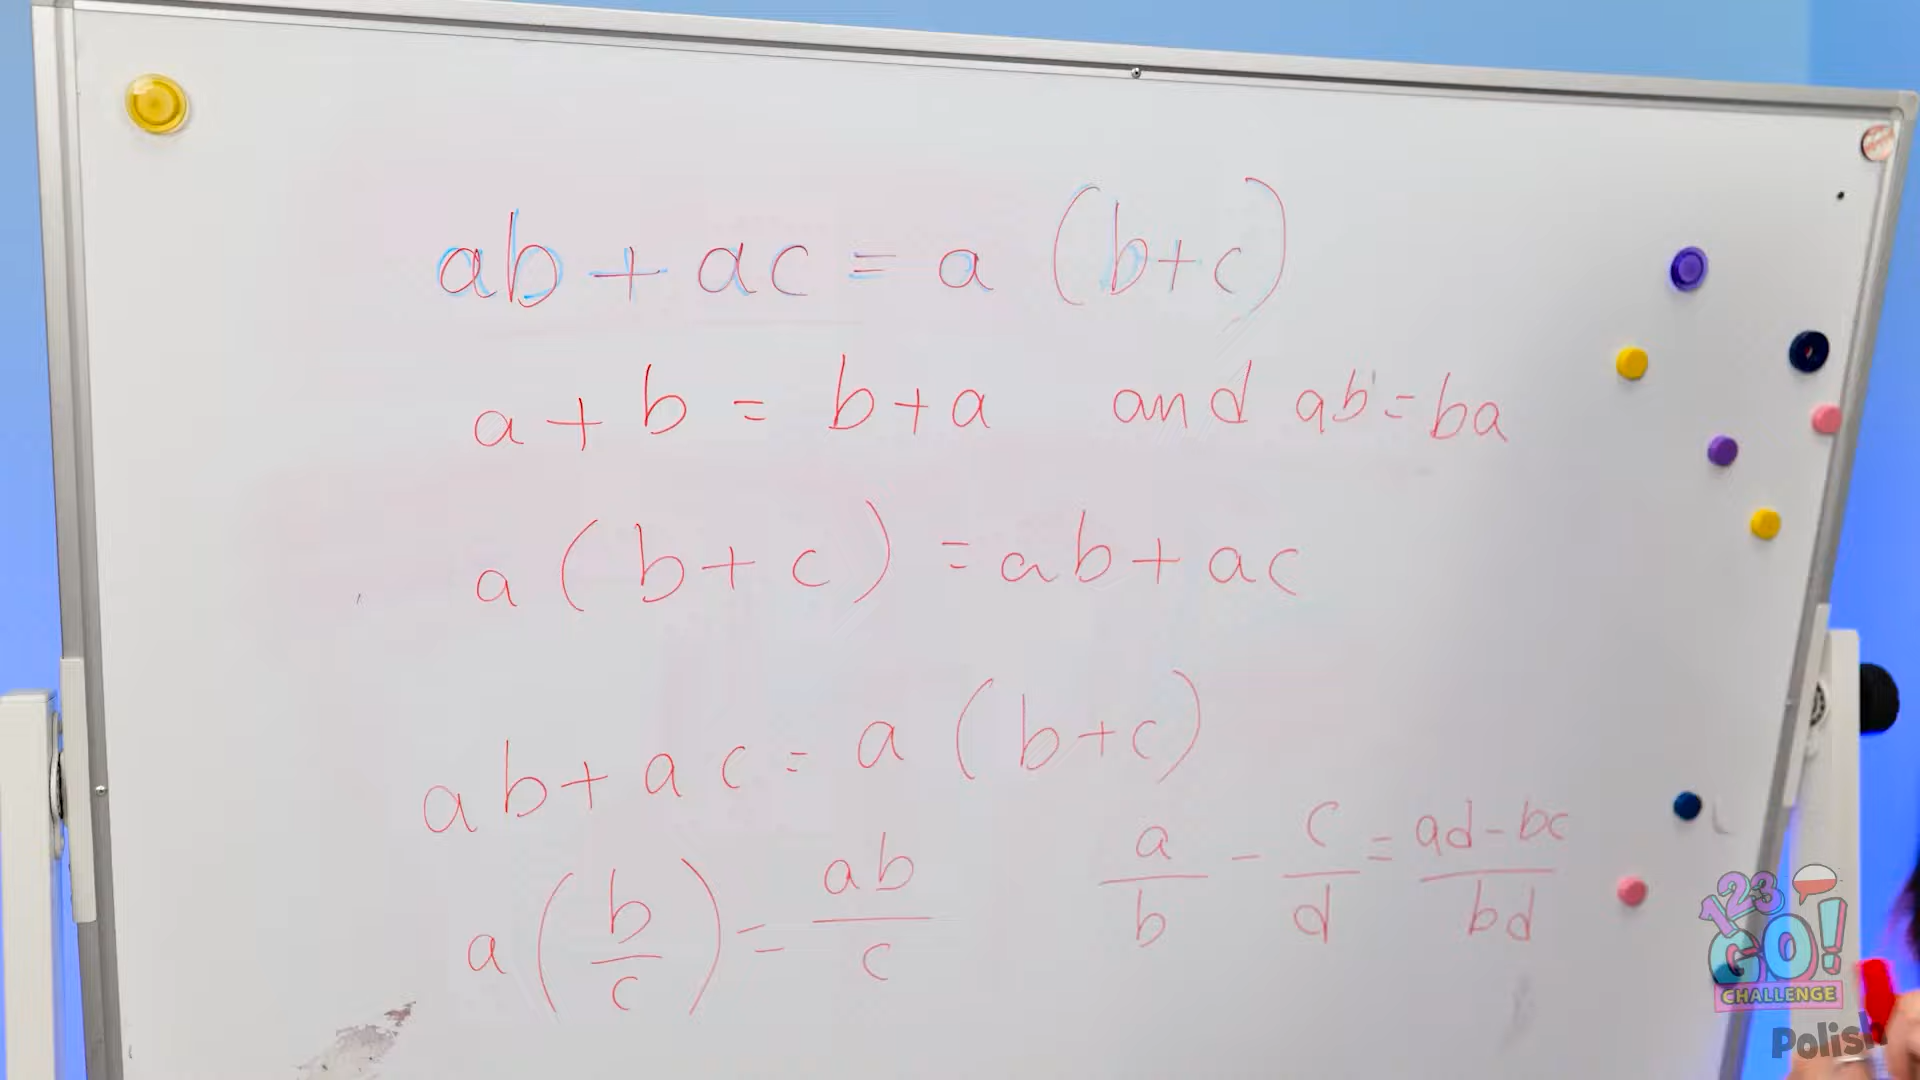 ab + ac = a (b+c)
a + b = b + a and ab = ba
a (b + c) = ab + ac
ab + ac = a (b+c)
a (b/c) = ab/c
a/b - c/d = ad - bc/bd
123 GO!
CHALLENGE
Polish